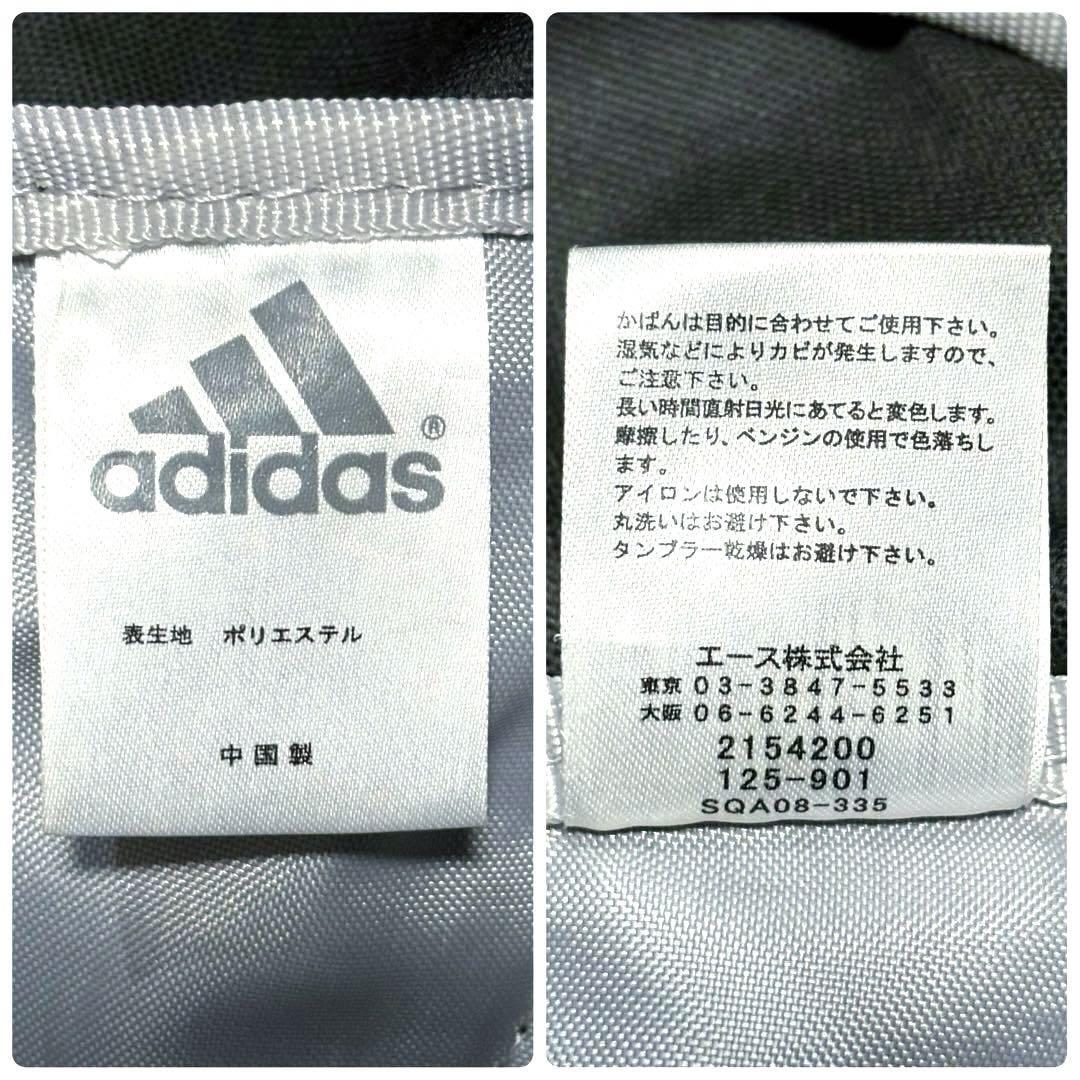 adidas®
表生地 ポリエステル
中国製
かばんは目的に合わせてご使用下さい。
湿気などによりカビが発生しますので、
ご注意下さい。
長い時間直射日光にあてると変色します。
摩擦したり、ベンジンの使用で色落ちし
ます。
アイロンは使用しないで下さい。
丸洗いはお避け下さい。
タンブラー乾燥はお避け下さい。
エース株式会社
東京 03-3847-5533
大阪 06-6244-6251
2154200
125-901
SQA08-335